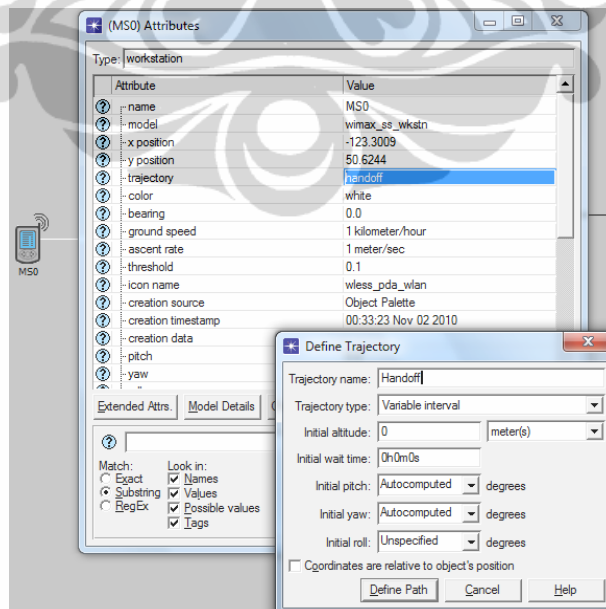 (MS0) Attributes
Type: workstation
Attribute Value
name MS0
model wimax_ss_wkstn
x position -123.3009
y position 50.6244
trajectory handoff
color white
bearing 0.0
ground speed 1 kilometer/hour
ascent rate 1 meter/sec
threshold 0.1
icon name wless_pda_wlan
creation source Object Palette
creation timestamp 00:33:23 Nov 02 2010
creation data
pitch
yaw
Extended Attrs. Model Details
Match: Look in:
Exact Names
Substring Values
RegEx Possible values
Tags
MS0
Define Trajectory
Trajectory name: Handoff
Trajectory type: Variable interval
Initial altitude: 0 meter(s)
Initial wait time: 0h0m0s
Initial pitch: Autocomputed degrees
Initial yaw: Autocomputed degrees
Initial roll: Unspecified degrees
Coordinates are relative to object's position
Define Path Cancel Help